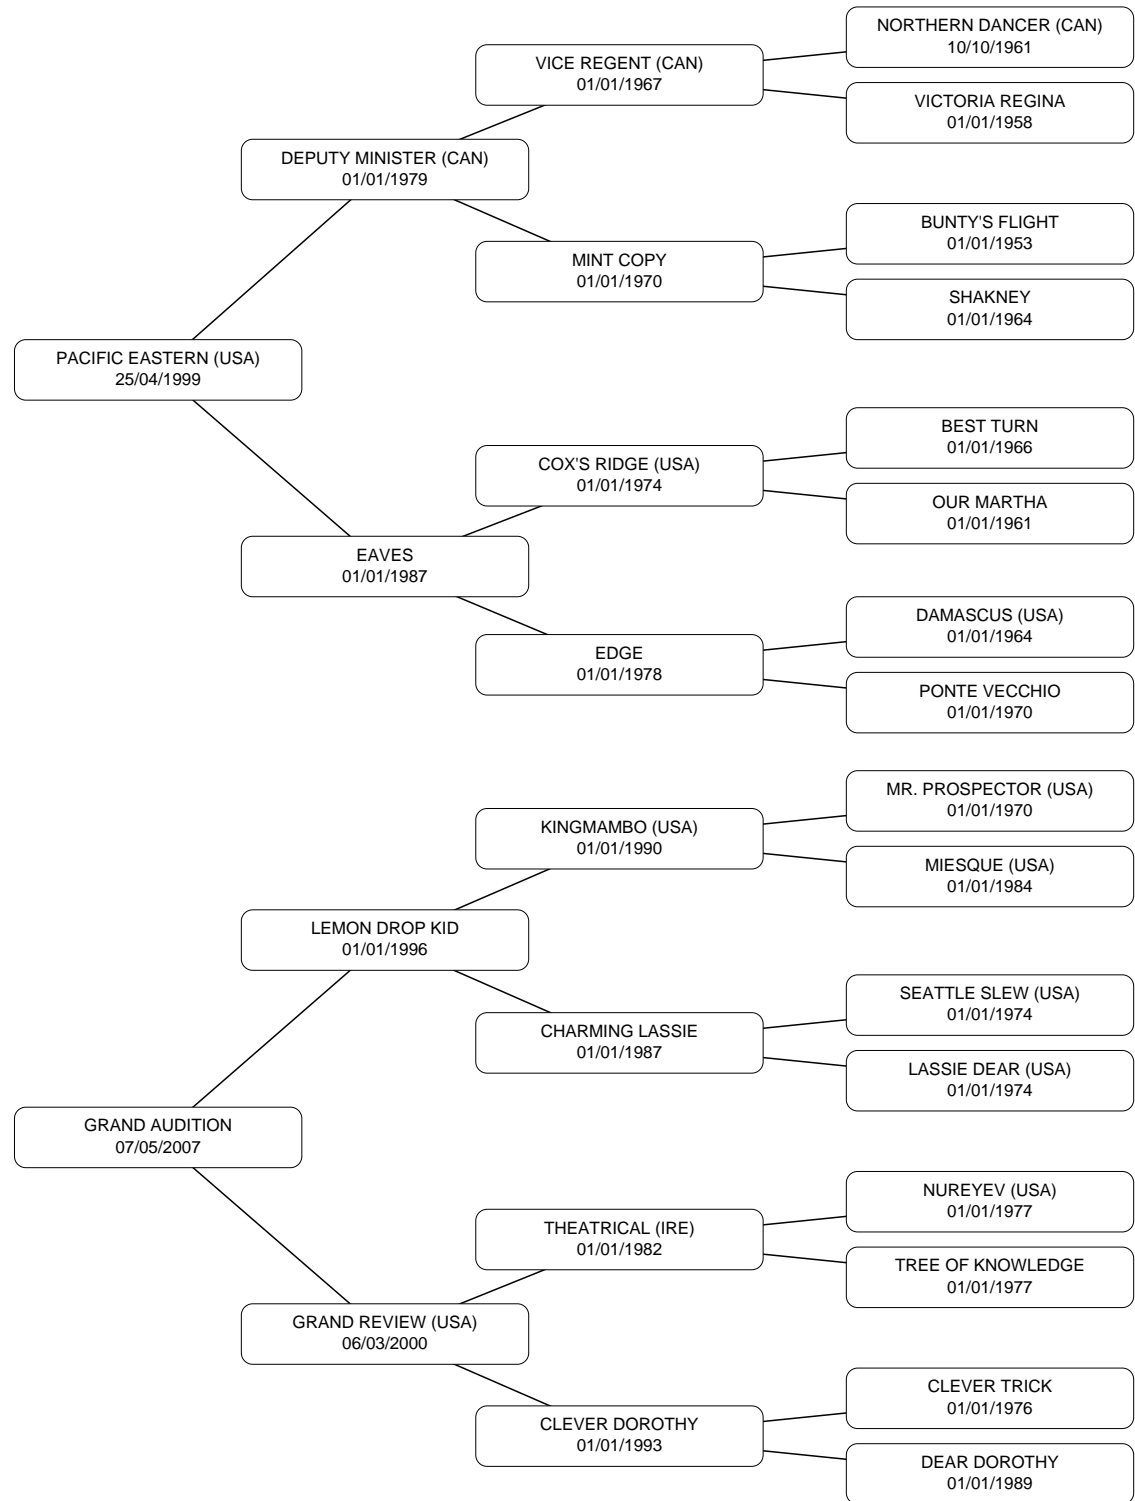 NORTHERN DANCER (CAN)
10/10/1961
VICE REGENT (CAN)
01/01/1967
VICTORIA REGINA
01/01/1958
DEPUTY MINISTER (CAN)
01/01/1979
BUNTY'S FLIGHT
01/01/1953
MINT COPY
01/01/1970
SHAKNEY
01/01/1964
PACIFIC EASTERN (USA)
25/04/1999
BEST TURN
01/01/1966
COX'S RIDGE (USA)
01/01/1974
OUR MARTHA
01/01/1961
EAVES
01/01/1987
DAMASCUS (USA)
01/01/1964
EDGE
01/01/1978
PONTE VECCHIO
01/01/1970
MR. PROSPECTOR (USA)
01/01/1970
KINGMAMBO (USA)
01/01/1990
MIESQUE (USA)
01/01/1984
LEMON DROP KID
01/01/1996
SEATTLE SLEW (USA)
01/01/1974
CHARMING LASSIE
01/01/1987
LASSIE DEAR (USA)
01/01/1974
GRAND AUDITION
07/05/2007
NUREYEV (USA)
01/01/1977
THEATRICAL (IRE)
01/01/1982
TREE OF KNOWLEDGE
01/01/1977
GRAND REVIEW (USA)
06/03/2000
CLEVER TRICK
01/01/1976
CLEVER DOROTHY
01/01/1993
DEAR DOROTHY
01/01/1989